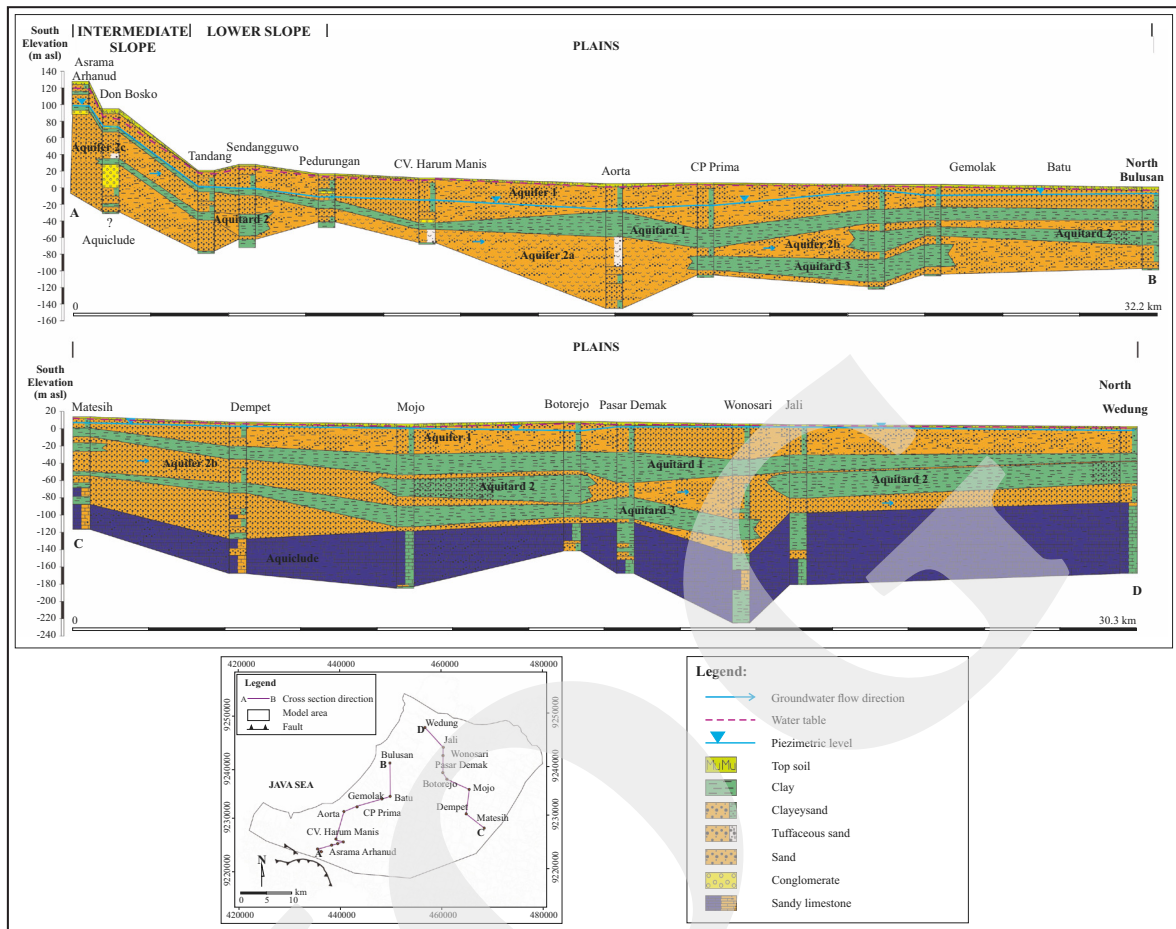 South
INTERMEDIATE SLOPE
LOWER SLOPE
PLAINS
Elevation
(m asl)
Asrama
Arhanud
Don Bosko
Tandang
Sendangguwo
Pedurungan
CV. Harum Manis
Aorta
CP Prima
Gemolak
Batu
North
Bulusan
140
120
100
80
60
40
20
0
-20
-40
-60
-80
-100
-120
-140
-160
Aquifer 2c
Aquifer 1
Aquitard 2
Aquitard 1
Aquifer 2b
Aquitard 2
Aquifer 2a
Aquitard 3
A
?
Aquiclude
B
0
32.2 km
PLAINS
South
Elevation
(m asl)
North
Matesih
Dempet
Mojo
Botorejo
Pasar Demak
Wonosari
Jali
Wedung
20
0
-20
-40
-60
-80
-100
-120
-140
-160
-180
-200
-220
-240
Aquifer 1
Aquifer 2b
Aquitard 1
Aquitard 2
Aquitard 2
Aquitard 3
C
Aquiclude
D
0
30.3 km
420000
440000
460000
480000
Legend
A B Cross section direction
Model area
Fault
9250000
9240000
9230000
9220000
9250000
9240000
9230000
9220000
D
Wedung
Jali
Wonosari
Pasar Demak
Bulusan
B
JAVA SEA
Botorejo
Mojo
Gemolak
Batu
Dempet
Aorta
CP Prima
Matesih
C
CV. Harum Manis
A
Asrama Arhanud
N
0 5 10 km
420000
440000
460000
480000
Legend:
Groundwater flow direction
Water table
Piezimetric level
MuMu
Top soil
Clay
Clayeysand
Tuffaceous sand
Sand
Conglomerate
Sandy limestone